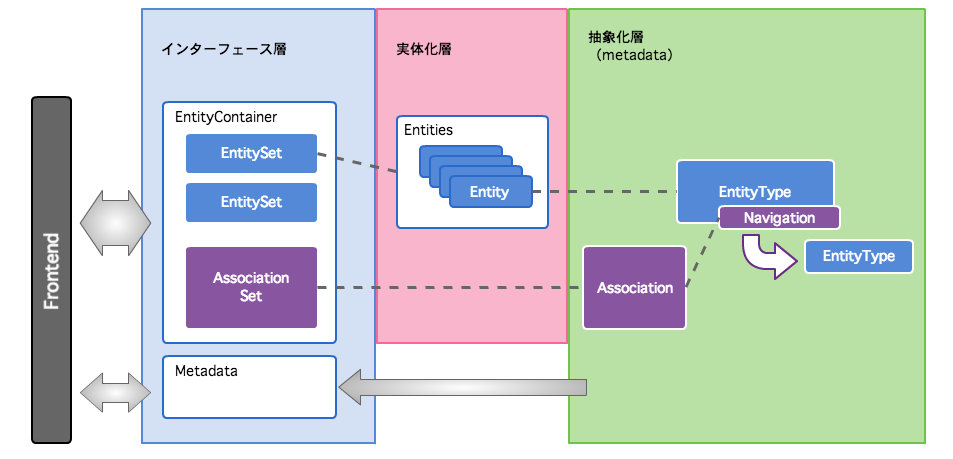 インターフェース層
実体化層
抽象化層
（metadata）
Frontend
EntityContainer
EntitySet
EntitySet
Association
Set
Metadata
Entities
Entity
EntityType
Navigation
EntityType
Association